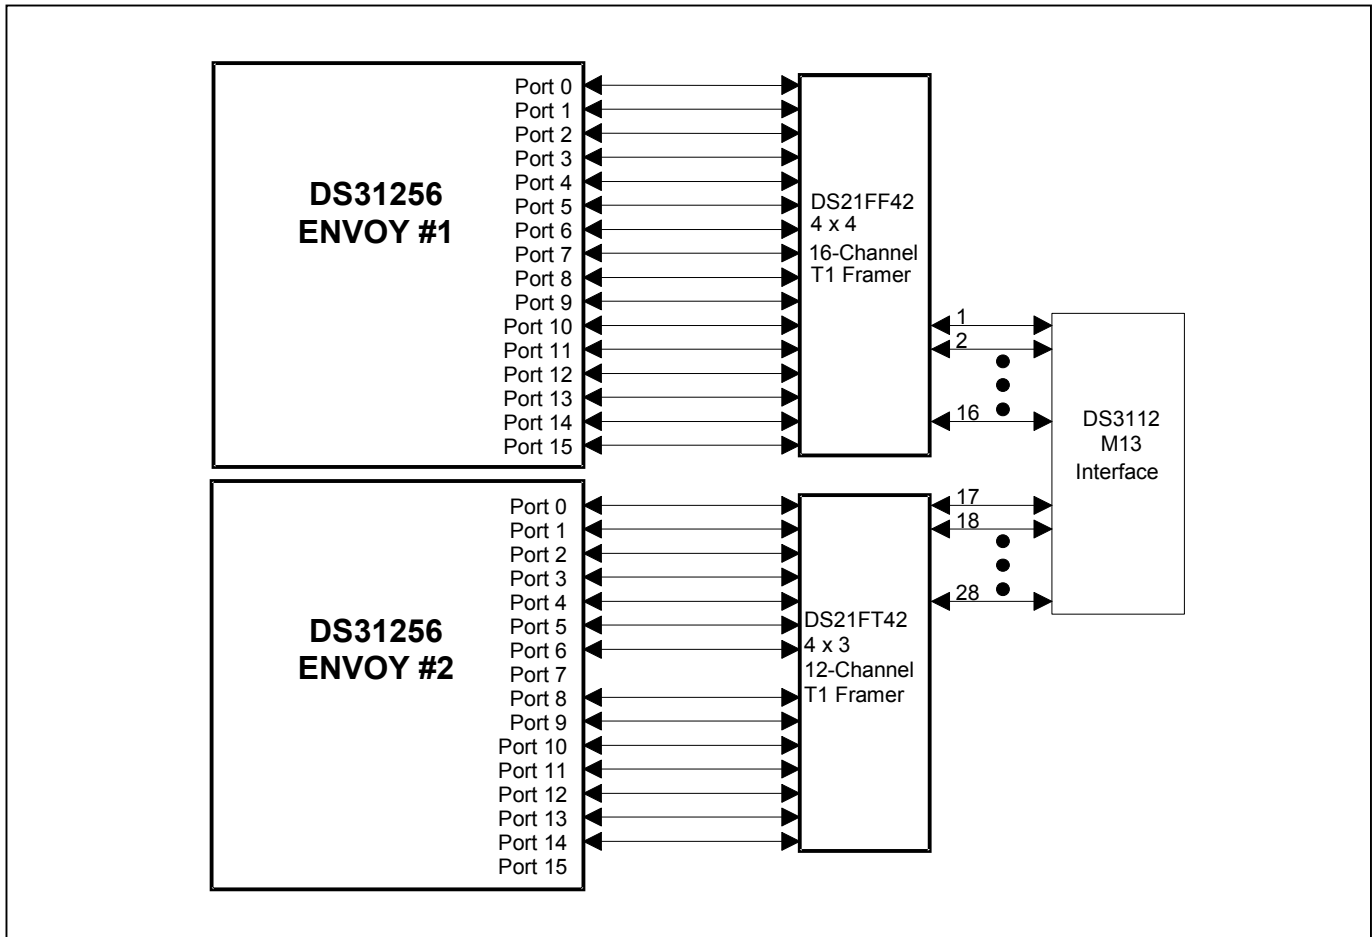 DS31256
ENVOY #1
Port 0
Port 1
Port 2
Port 3
Port 4
Port 5
Port 6
Port 7
Port 8
Port 9
Port 10
Port 11
Port 12
Port 13
Port 14
Port 15
DS21FF42
4 x 4
16-Channel
T1 Framer
1
2
16
DS3112
M13
Interface
DS31256
ENVOY #2
Port 0
Port 1
Port 2
Port 3
Port 4
Port 5
Port 6
Port 7
Port 8
Port 9
Port 10
Port 11
Port 12
Port 13
Port 14
Port 15
DS21FT42
4 x 3
12-Channel
T1 Framer
17
18
28